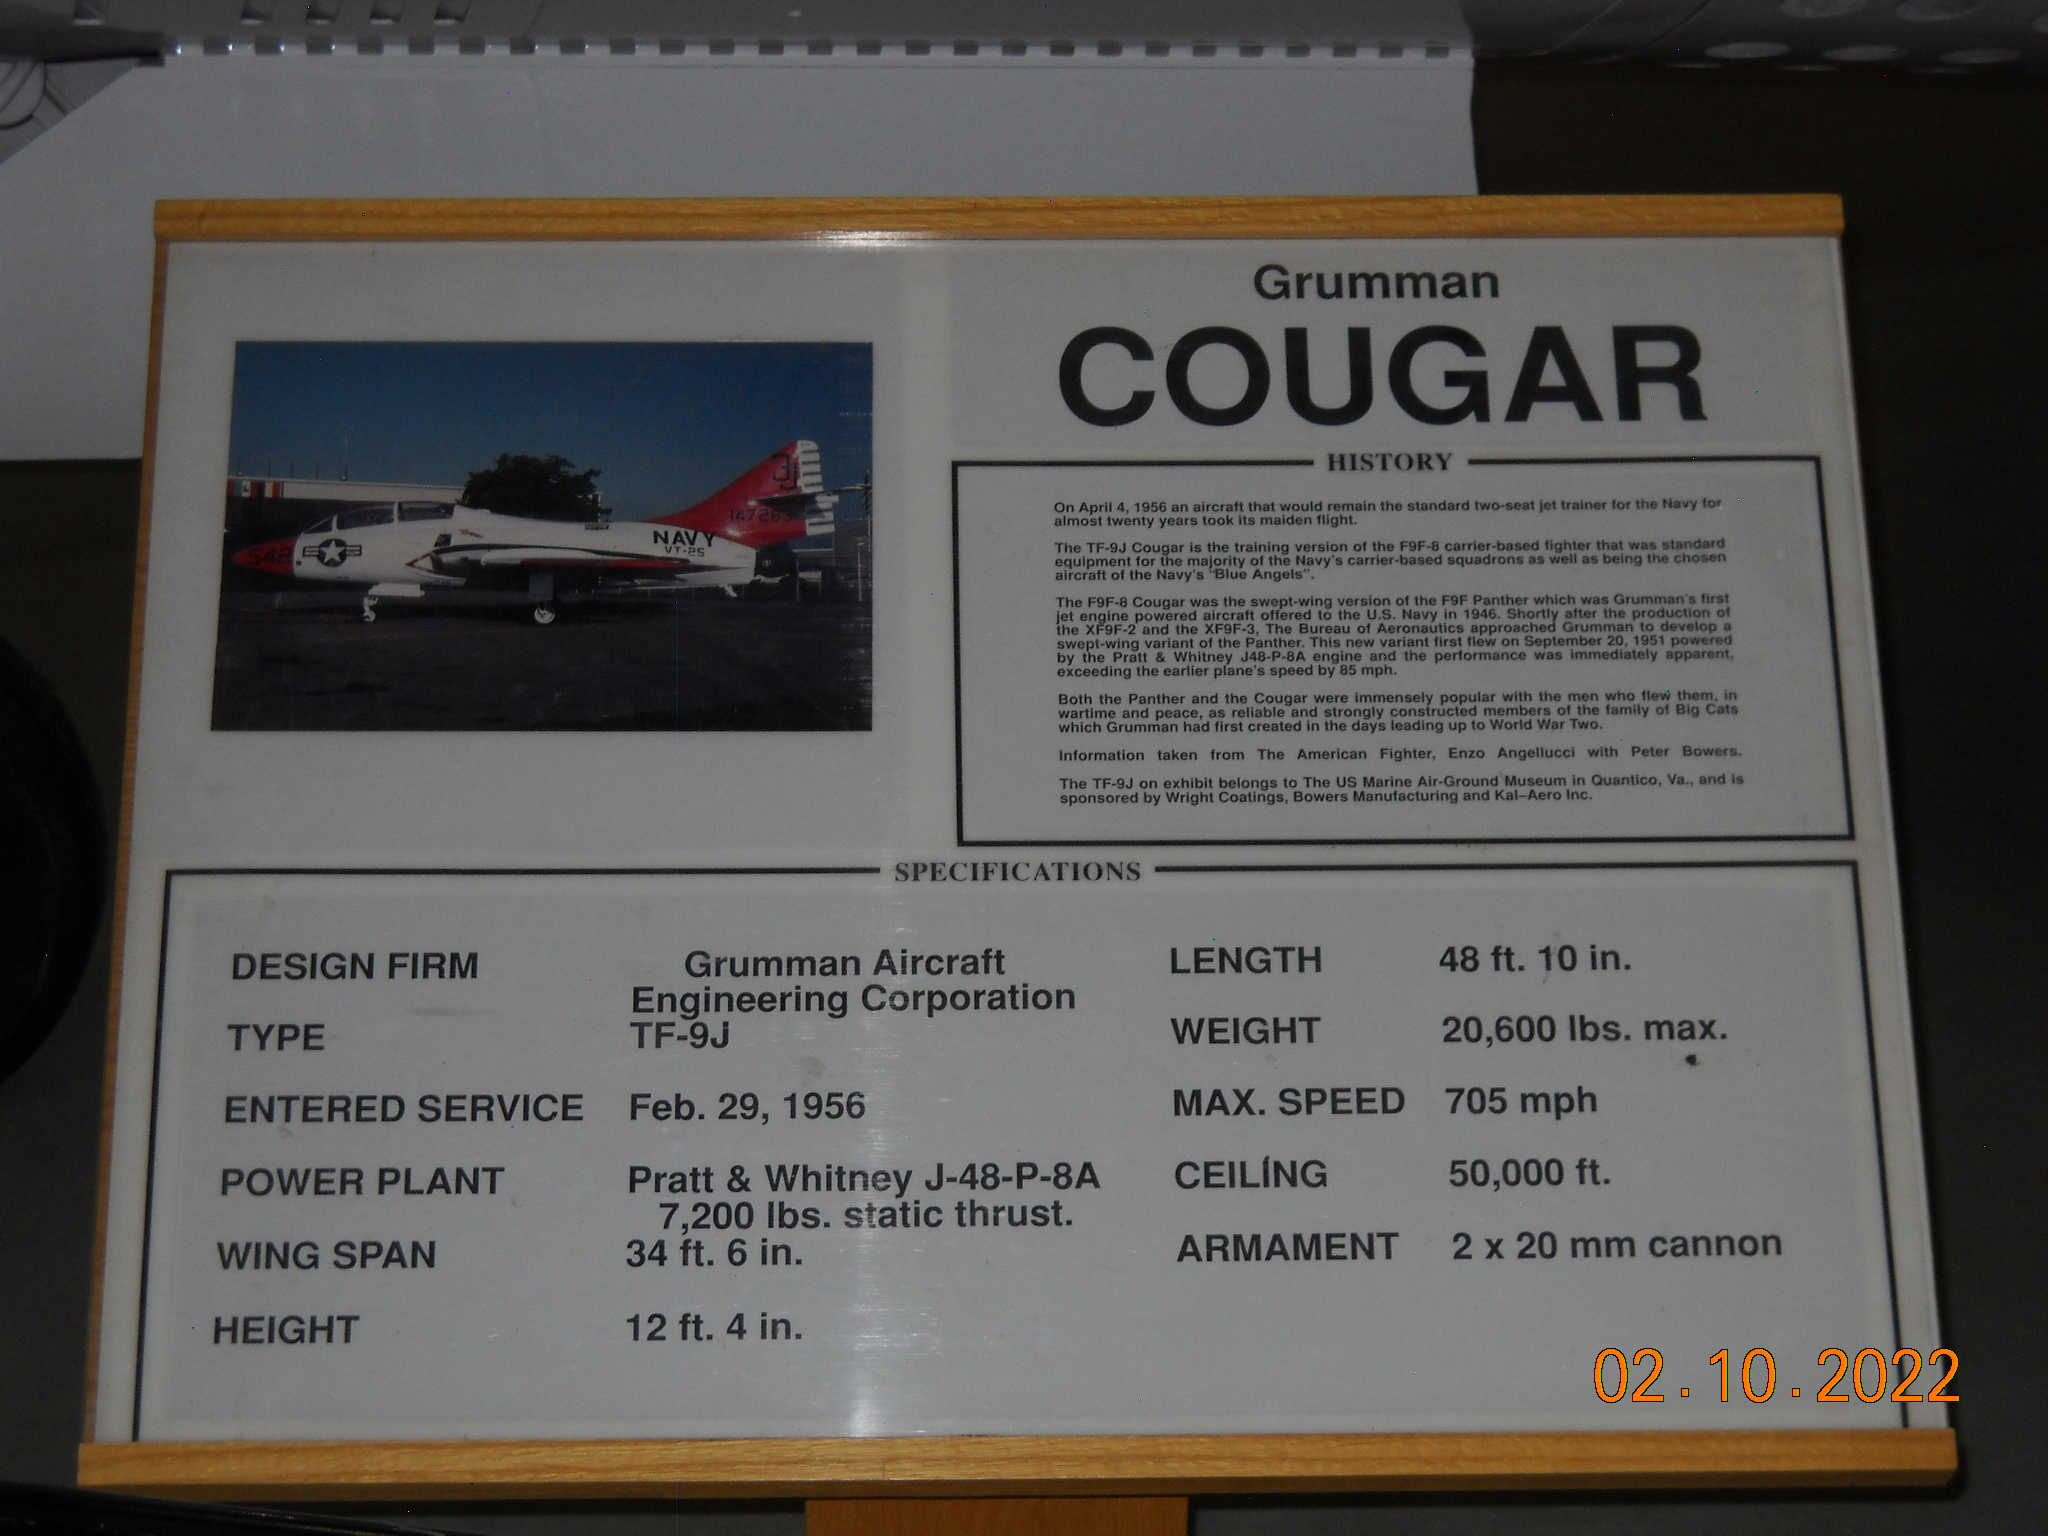 Grumman
COUGAR
HISTORY
On April 4, 1956 an aircraft that would remain the standard two-seat jet trainer for the Navy for
almost twenty years took its maiden flight.
The TF-9J Cougar is the training version of the F9F-8 carrier-based fighter that was standard
equipment for the majority of the Navy's carrier-based squadrons as well as being the chosen
aircraft of the Navy's "Blue Angels".
The F9F-8 Cougar was the swept-wing version of the F9F Panther which was Grumman's first
jet engine powered aircraft offered to the U.S. Navy in 1946. Shortly after the production of
the XF9F-2 and the XF9F-3, The Bureau of Aeronautics approached Grumman to develop a
swept-wing variant of the Panther. This new variant first flew on September 20, 1951 powered
by the Pratt & Whitney J48-P-8A engine and the performance was immediately apparent,
exceeding the earlier plane's speed by 85 mph.
Both the Panther and the Cougar were immensely popular with the men who flew them, in
wartime and peace, as reliable and strongly constructed members of the family of Big Cats
which Grumman had first created in the days leading up to World War Two.
Information taken from The American Fighter, Enzo Angellucci with Peter Bowers.
The TF-9J on exhibit belongs to The US Marine Air-Ground Museum in Quantico, Va., and is
sponsored by Wright Coatings, Bowers Manufacturing and Kal-Aero Inc.
3J
147283
NAVY
VT-25
542
SPECIFICATIONS
DESIGN FIRM Grumman Aircraft
Engineering Corporation
TYPE TF-9J
ENTERED SERVICE Feb. 29, 1956
POWER PLANT Pratt & Whitney J-48-P-8A
7,200 lbs. static thrust.
WING SPAN 34 ft. 6 in.
HEIGHT 12 ft. 4 in.
LENGTH 48 ft. 10 in.
WEIGHT 20,600 lbs. max.
MAX. SPEED 705 mph
CEILING 50,000 ft.
ARMAMENT 2 x 20 mm cannon
02.10.2022